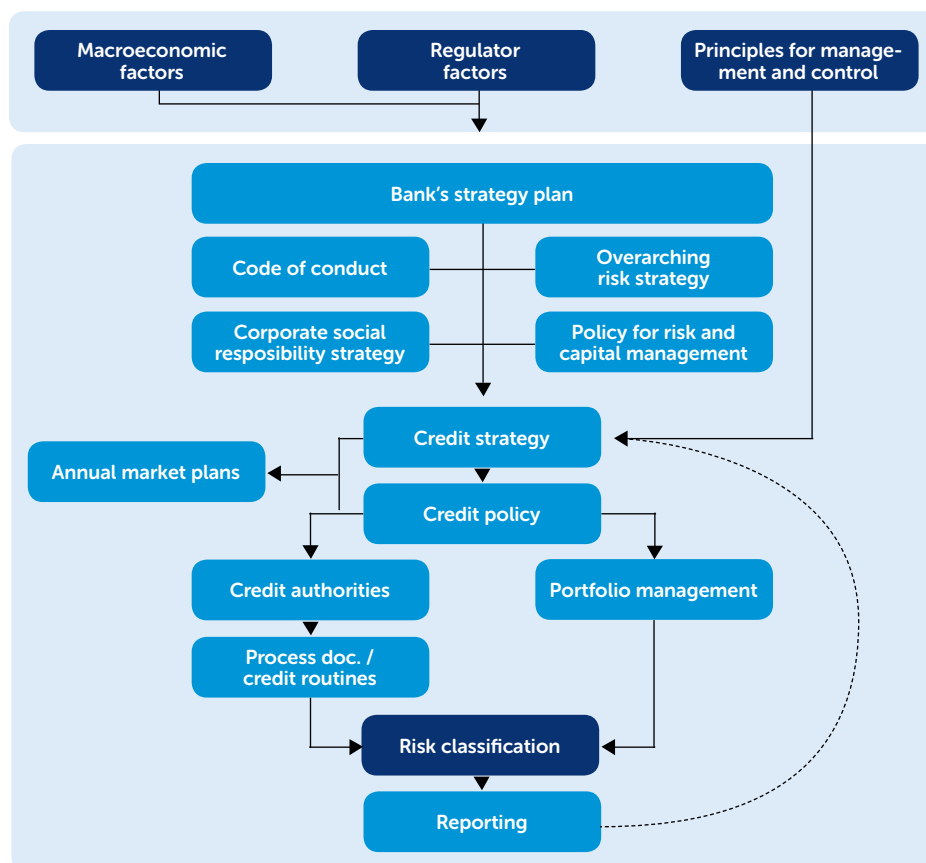 Macroeconomic
factors
Regulator
factors
Principles for manage-
ment and control
Bank's strategy plan
Code of conduct
Overarching
risk strategy
Corporate social
resposibility strategy
Policy for risk and
capital management
Credit strategy
Annual market plans
Credit policy
Credit authorities
Portfolio management
Process doc. /
credit routines
Risk classification
Reporting